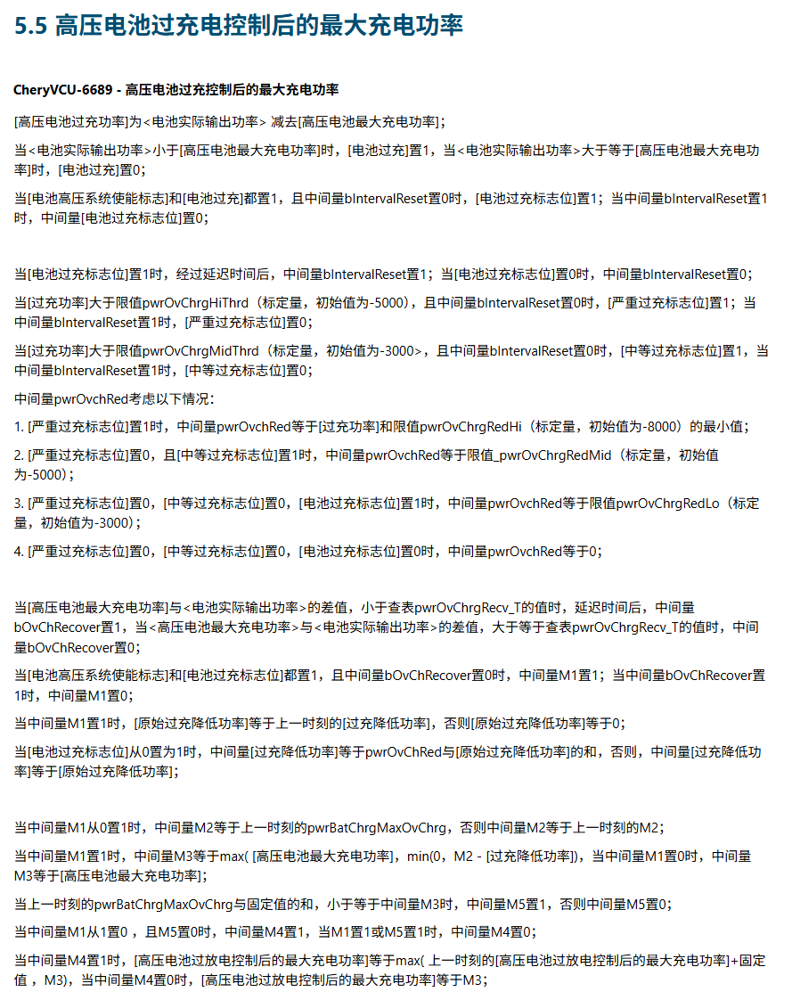 5.5 高压电池过充电控制后的最大充电功率
CheryVCU-6689 - 高压电池过充控制后的最大充电功率
[高压电池过充功率]为<电池实际输出功率> 减去[高压电池最大充电功率]；
当<电池实际输出功率>小于[高压电池最大充电功率]时，[电池过充]置1，当<电池实际输出功率>大于等于[高压电池最大充电功
率]时，[电池过充]置0；
当[电池高压系统使能标志]和[电池过充]都置1，且中间量bIntervalReset置0时，[电池过充标志位]置1；当中间量bIntervalReset置1
时，中间量[电池过充标志位]置0；
当[电池过充标志位]置1时，经过延迟时间后，中间量bIntervalReset置1；当[电池过充标志位]置0时，中间量bIntervalReset置0；
当[过充功率]大于限值pwrOvChrgHiThrd（标定量，初始值为-5000），且中间量bIntervalReset置0时，[严重过充标志位]置1；当
中间量bIntervalReset置1时，[严重过充标志位]置0；
当[过充功率]大于限值pwrOvChrgMidThrd（标定量，初始值为-3000>，且中间量bIntervalReset置0时，[中等过充标志位]置1，当
中间量bIntervalReset置1时，[中等过充标志位]置0；
中间量pwrOvchRed考虑以下情况：
1. [严重过充标志位]置1时，中间量pwrOvchRed等于[过充功率]和限值pwrOvChrgRedHi（标定量，初始值为-8000）的最小值；
2. [严重过充标志位]置0，且[中等过充标志位]置1时，中间量pwrOvchRed等于限值_pwrOvChrgRedMid（标定量，初始值
为-5000）；
3. [严重过充标志位]置0，[中等过充标志位]置0，[电池过充标志位]置1时，中间量pwrOvchRed等于限值pwrOvChrgRedLo（标定
量，初始值为-3000）；
4. [严重过充标志位]置0，[中等过充标志位]置0，[电池过充标志位]置0时，中间量pwrOvchRed等于0；
当[高压电池最大充电功率]与<电池实际输出功率>的差值，小于查表pwrOvChrgRecv_T的值时，延迟时间后，中间量
bOvChRecover置1，当<高压电池最大充电功率>与<电池实际输出功率>的差值，大于等于查表pwrOvChrgRecv_T的值时，中间
量bOvChRecover置0；
当[电池高压系统使能标志]和[电池过充标志位]都置1，且中间量bOvChRecover置0时，中间量M1置1；当中间量bOvChRecover置
1时，中间量M1置0；
当中间量M1置1时，[原始过充降低功率]等于上一时刻的[过充降低功率]，否则[原始过充降低功率]等于0；
当[电池过充标志位]从0置为1时，中间量[过充降低功率]等于pwrOvChRed与[原始过充降低功率]的和，否则，中间量[过充降低功
率]等于[原始过充降低功率]；
当中间量M1从0置1时，中间量M2等于上一时刻的pwrBatChrgMaxOvChrg，否则中间量M2等于上一时刻的M2；
当中间量M1置1时，中间量M3等于max( [高压电池最大充电功率]，min(0，M2 - [过充降低功率])，当中间量M1置0时，中间量
M3等于[高压电池最大充电功率]；
当上一时刻的pwrBatChrgMaxOvChrg与固定值的和，小于等于中间量M3时，中间量M5置1，否则中间量M5置0；
当中间量M1从1置0 ，且M5置0时，中间量M4置1，当M1置1或M5置1时，中间量M4置0；
当中间量M4置1时，[高压电池过放电控制后的最大充电功率]等于max( 上一时刻的[高压电池过放电控制后的最大充电功率]+固定
值 ，M3)，当中间量M4置0时，[高压电池过放电控制后的最大充电功率]等于M3；